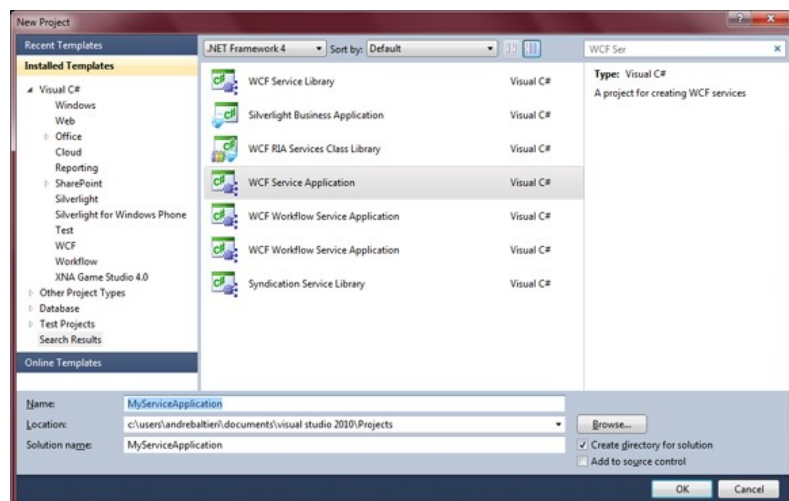 New Project
Recent Templates
Installed Templates
Visual C#
Windows
Web
Office
Cloud
Reporting
SharePoint
Silverlight
Silverlight for Windows Phone
Test
WCF
Workflow
XNA Game Studio 4.0
Other Project Types
Database
Test Projects
Search Results
Online Templates
.NET Framework 4
Sort by: Default
WCF Service Library Visual C#
Silverlight Business Application Visual C#
WCF RIA Services Class Library Visual C#
WCF Service Application Visual C#
WCF Workflow Service Application Visual C#
WCF Workflow Service Application Visual C#
Syndication Service Library Visual C#
WCF Ser
Type: Visual C#
A project for creating WCF services
Name: MyServiceApplication
Location: c:\users\andrebaltieri\documents\visual studio 2010\Projects
Browse...
Solution name: MyServiceApplication
Create directory for solution
Add to source control
OK Cancel